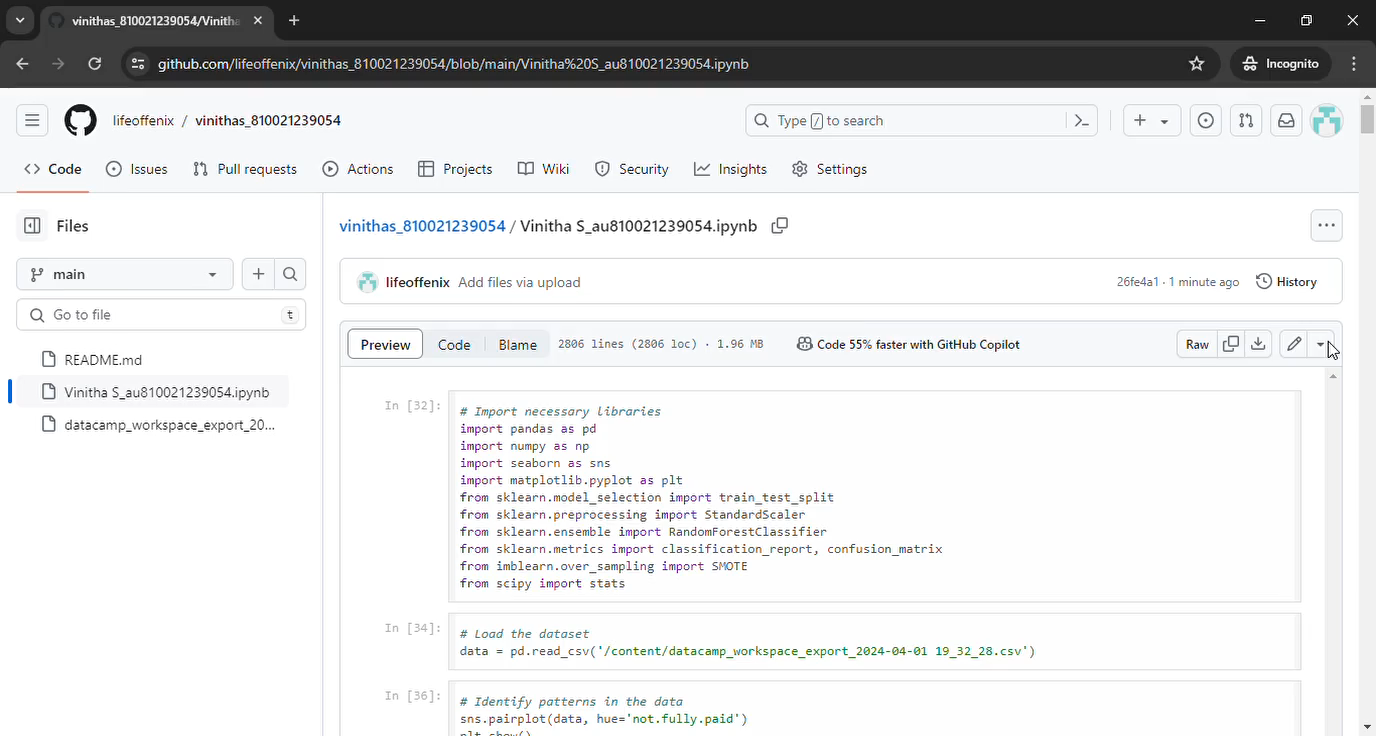 vinithas_810021239054/Vinitha
github.com/lifeoffenix/vinithas_810021239054/blob/main/Vinitha%20S_au810021239054.ipynb
Incognito
lifeoffenix / vinithas_810021239054
Type / to search
Code Issues Pull requests Actions Projects Wiki Security Insights Settings
Files
main
Go to file t
README.md
Vinitha S_au810021239054.ipynb
datacamp_workspace_export_20...
vinithas_810021239054 / Vinitha S_au810021239054.ipynb
lifeoffenix Add files via upload 26fe4a1 · 1 minute ago History
Preview Code Blame 2806 lines (2806 loc) · 1.96 MB Code 55% faster with GitHub Copilot Raw
In [32]:
# Import necessary libraries
import pandas as pd
import numpy as np
import seaborn as sns
import matplotlib.pyplot as plt
from sklearn.model_selection import train_test_split
from sklearn.preprocessing import StandardScaler
from sklearn.ensemble import RandomForestClassifier
from sklearn.metrics import classification_report, confusion_matrix
from imblearn.over_sampling import SMOTE
from scipy import stats
In [34]:
# Load the dataset
data = pd.read_csv('/content/datacamp_workspace_export_2024-04-01 19_32_28.csv')
In [36]:
# Identify patterns in the data
sns.pairplot(data, hue='not.fully.paid')
plt.show()